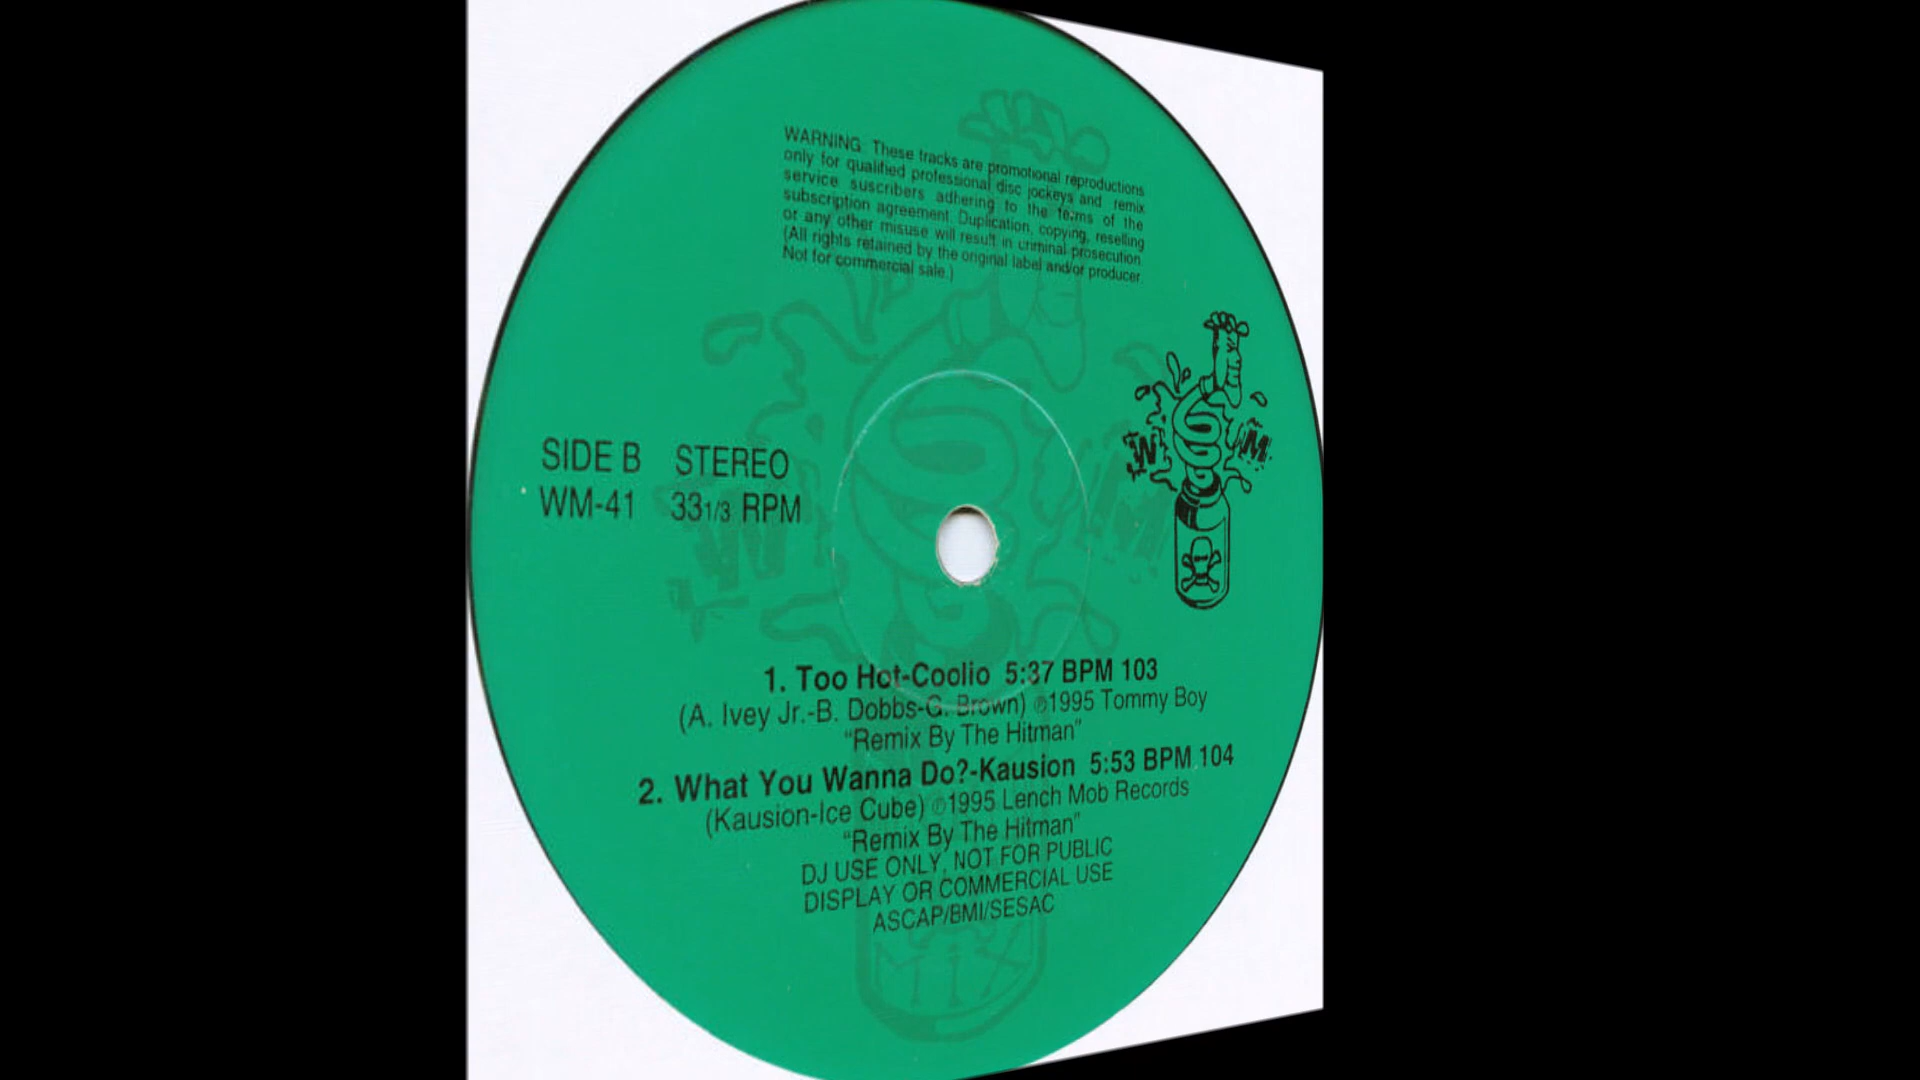 WARNING: These tracks are promotional reproductions
only for qualified professional disc jockeys and remix
service suscribers adhering to the terms of the
subscription agreement. Duplication, copying, reselling
or any other misuse will result in criminal prosecution.
(All rights retained by the original label and/or producer.
Not for commercial sale.)
W M
SIDE B STEREO
WM-41 33 1/3 RPM
W M
1. Too Hot-Coolio 5:37 BPM 103
(A. Ivey Jr.-B. Dobbs-G. Brown) ℗1995 Tommy Boy
“Remix By The Hitman”
2. What You Wanna Do?-Kausion 5:53 BPM 104
(Kausion-Ice Cube) ℗1995 Lench Mob Records
“Remix By The Hitman”
DJ USE ONLY, NOT FOR PUBLIC
DISPLAY OR COMMERCIAL USE
ASCAP/BMI/SESAC
MIX